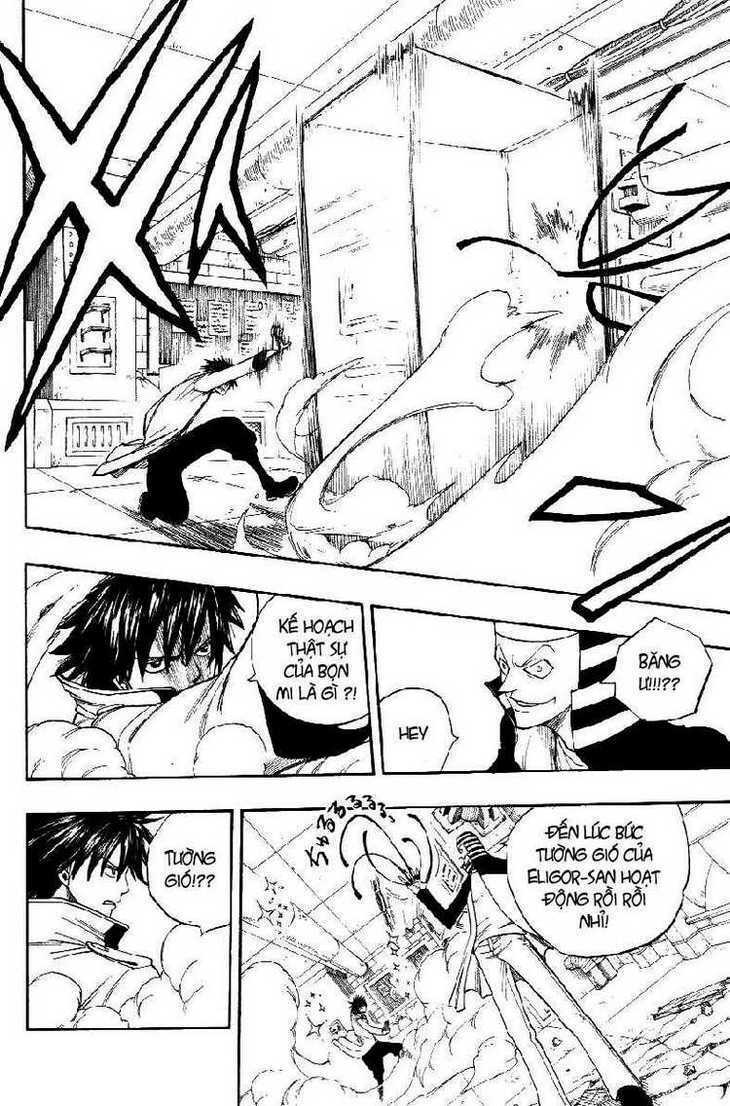 BĂNG
Ư!!!??
HEY
KẾ HOẠCH
THẬT SỰ
CỦA BỌN
MI LÀ GÌ ?!
ĐẾN LÚC BỨC
TƯỜNG GIÓ CỦA
ELIGOR-SAN HOẠT
ĐỘNG RỒI RỒI
NHỈ!
TƯỜNG
GIÓ!??